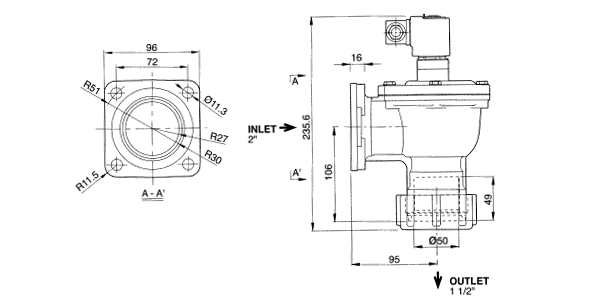 96
72
R51
Ø11.3
R27
R30
R11.5
A - A'
16
A
INLET
2"
235.6
A'
106
49
Ø50
95
OUTLET
1 1/2"